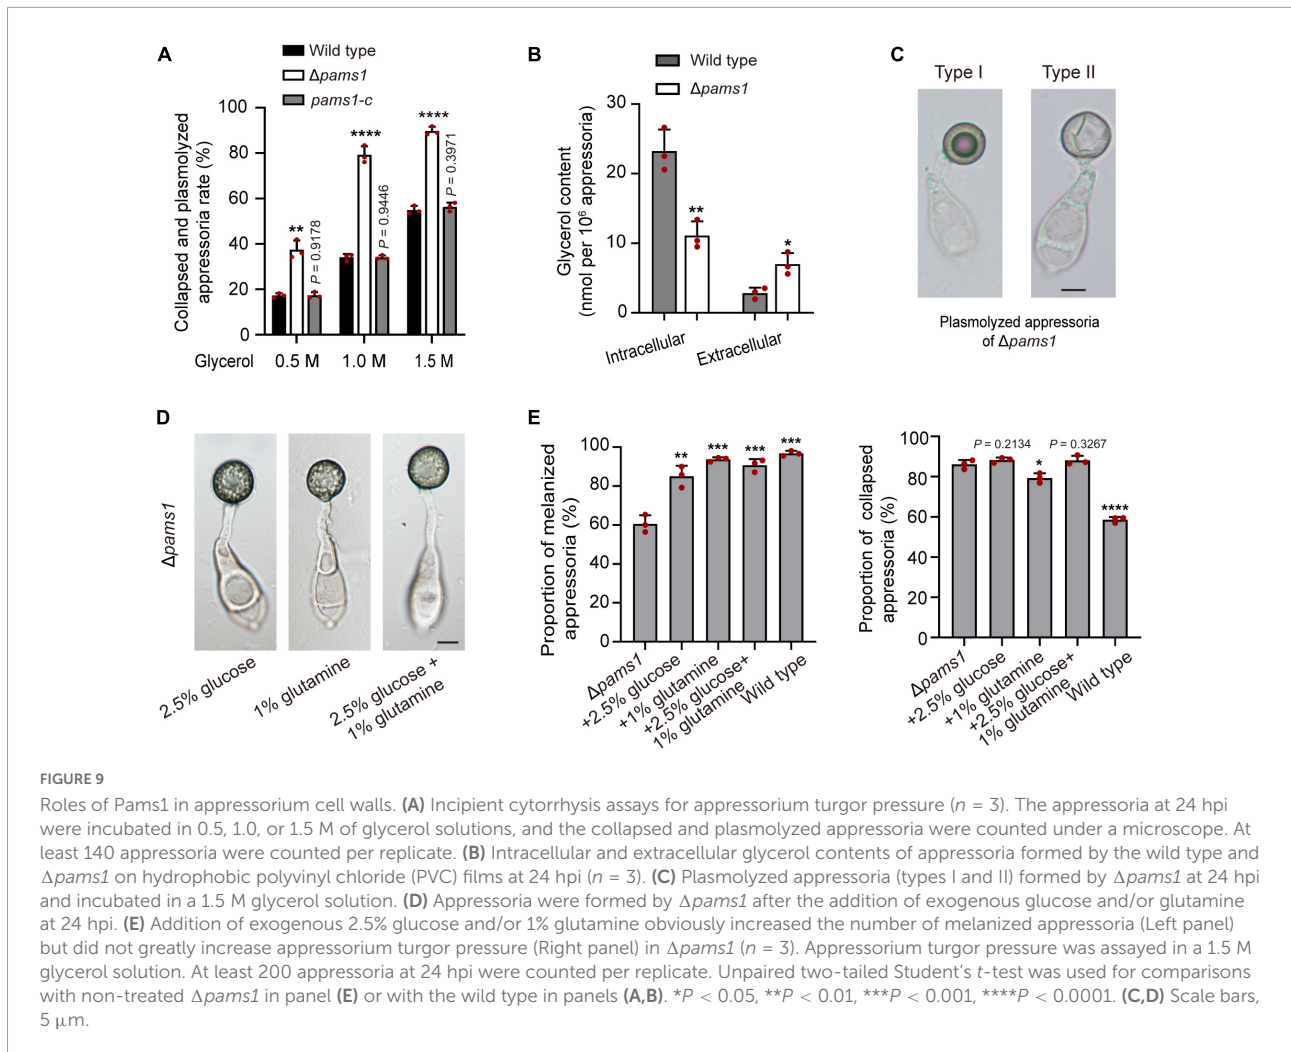 A
Wild type
Δpams1
pams1-c
Collapsed and plasmolyzed
appressoria rate (%)
100
80
60
40
20
0
**
P = 0.9178
****
P = 0.9446
****
P = 0.3971
Glycerol 0.5 M 1.0 M 1.5 M
B
Wild type
Δpams1
Glycerol content
(nmol per 10⁶ appressoria)
30
20
10
0
**
*
Intracellular
Extracellular
C
Type I Type II
Plasmolyzed appressoria
of Δpams1
D
Δpams1
2.5% glucose
1% glutamine
2.5% glucose +
1% glutamine
E
Proportion of melanized
appressoria (%)
100
80
60
40
20
0
**
***
***
***
Δpams1
+2.5% glucose
+1% glutamine
+2.5% glucose+
1% glutamine
Wild type
Proportion of collapsed
appressoria (%)
100
80
60
40
20
0
P = 0.2134
*
P = 0.3267
****
Δpams1
+2.5% glucose
+1% glutamine
+2.5% glucose+
1% glutamine
Wild type
FIGURE 9
Roles of Pams1 in appressorium cell walls. (A) Incipient cytorrhysis assays for appressorium turgor pressure (n = 3). The appressoria at 24 hpi
were incubated in 0.5, 1.0, or 1.5 M of glycerol solutions, and the collapsed and plasmolyzed appressoria were counted under a microscope. At
least 140 appressoria were counted per replicate. (B) Intracellular and extracellular glycerol contents of appressoria formed by the wild type and
Δpams1 on hydrophobic polyvinyl chloride (PVC) films at 24 hpi (n = 3). (C) Plasmolyzed appressoria (types I and II) formed by Δpams1 at 24 hpi
and incubated in a 1.5 M glycerol solution. (D) Appressoria were formed by Δpams1 after the addition of exogenous glucose and/or glutamine
at 24 hpi. (E) Addition of exogenous 2.5% glucose and/or 1% glutamine obviously increased the number of melanized appressoria (Left panel)
but did not greatly increase appressorium turgor pressure (Right panel) in Δpams1 (n = 3). Appressorium turgor pressure was assayed in a 1.5 M
glycerol solution. At least 200 appressoria at 24 hpi were counted per replicate. Unpaired two-tailed Student's t-test was used for comparisons
with non-treated Δpams1 in panel (E) or with the wild type in panels (A,B). *P < 0.05, **P < 0.01, ***P < 0.001, ****P < 0.0001. (C,D) Scale bars,
5 μm.